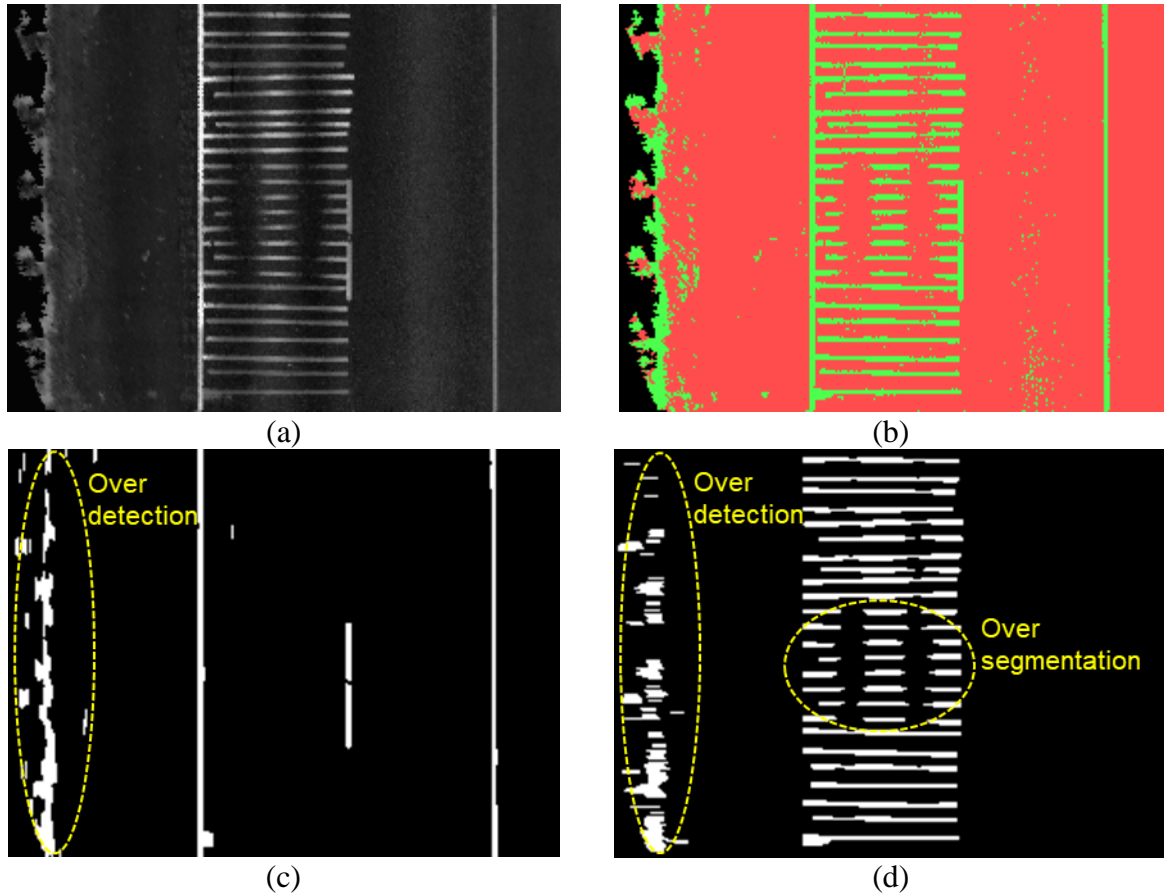 (a)
(b)
Over
detection
Over
detection
Over
segmentation
(c)
(d)